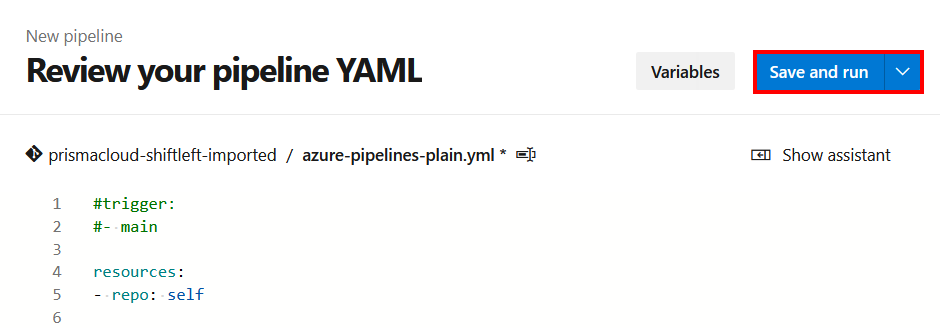 New pipeline
Review your pipeline YAML
Variables
Save and run
prismacloud-shiftleft-imported / azure-pipelines-plain.yml *
Show assistant
1 #trigger:
2 #- main
3
4 resources:
5 - repo: self
6